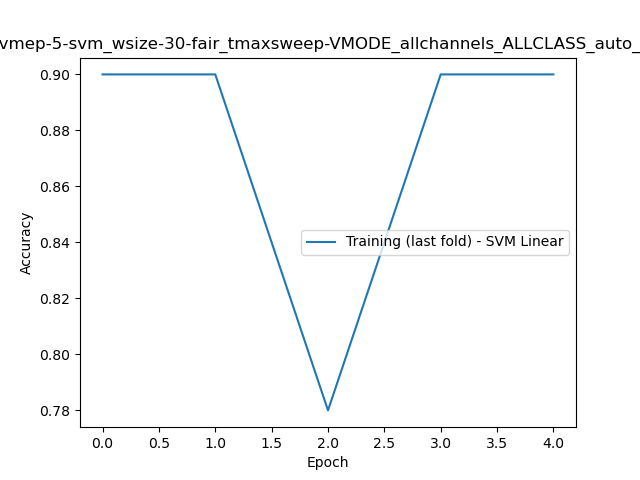 vmep-5-svm_wsize-30-fair_tmaxsweep-VMODE_allchannels_ALLCLASS_auto_
0.90
0.88
0.86
0.84
0.82
0.80
0.78
Accuracy
Training (last fold) - SVM Linear
0.0 0.5 1.0 1.5 2.0 2.5 3.0 3.5 4.0
Epoch